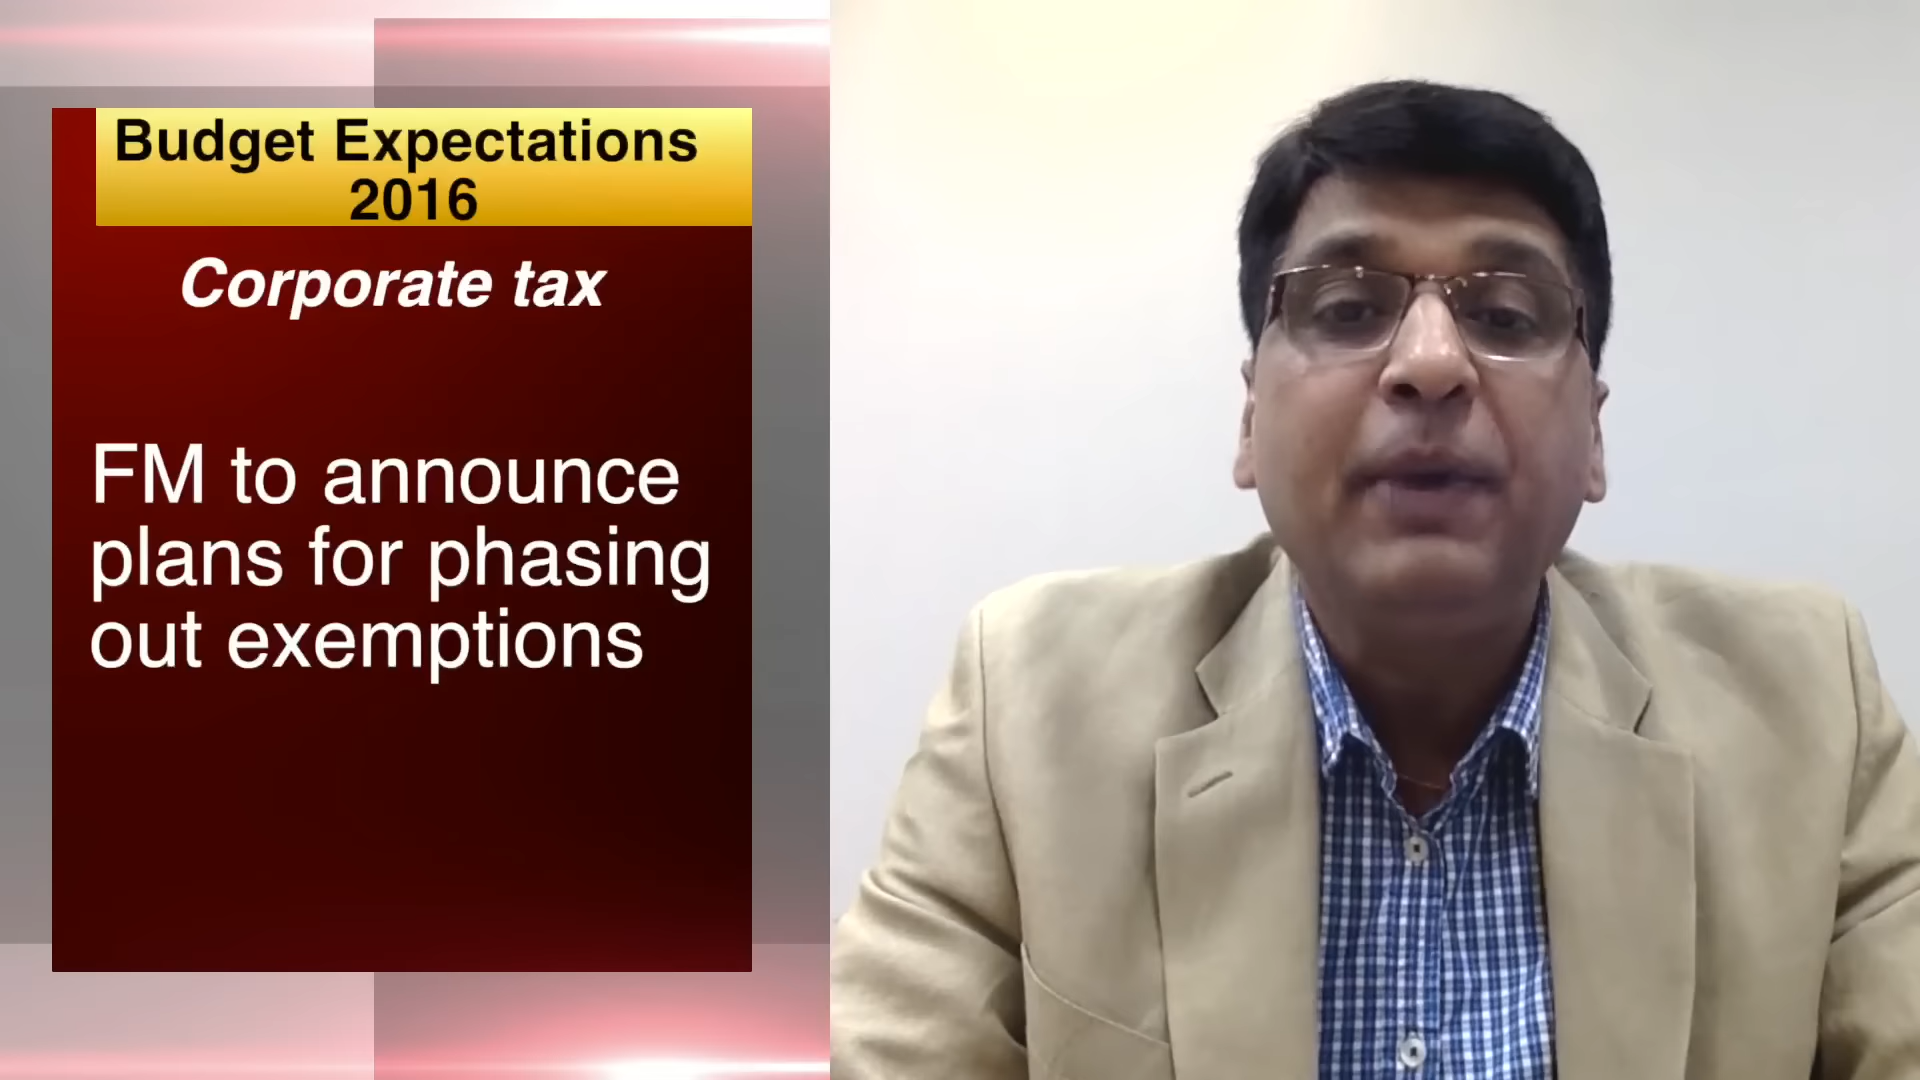 Budget Expectations
2016
Corporate tax
FM to announce
plans for phasing
out exemptions